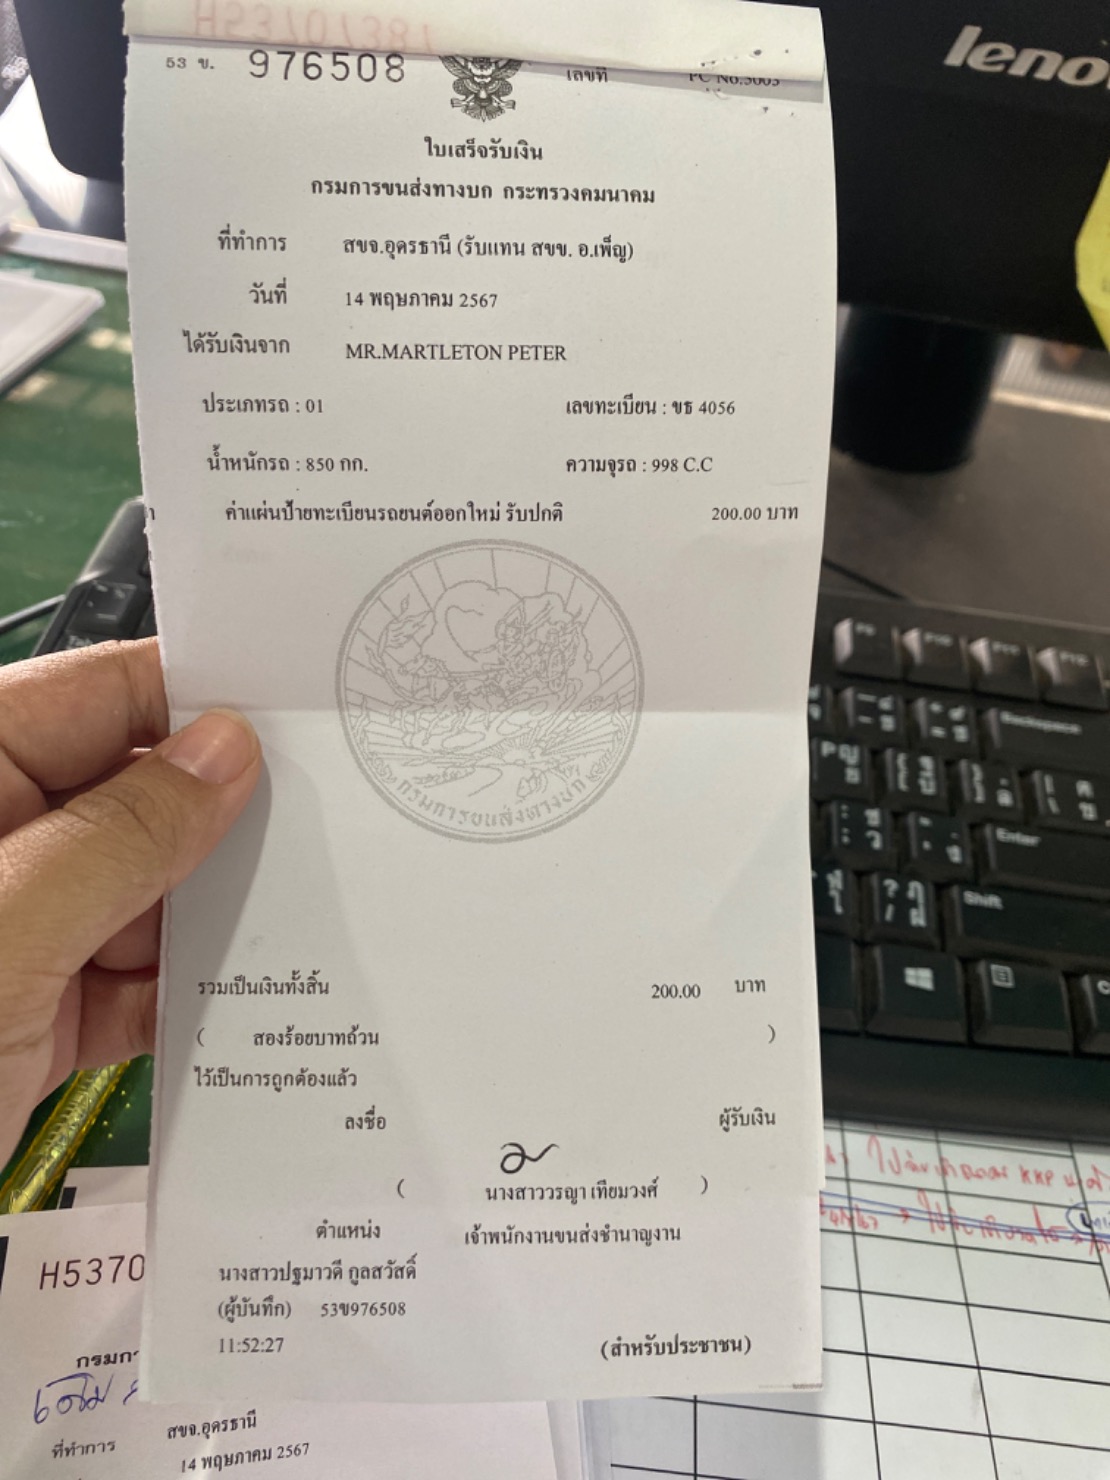 H53707381
53 ข. 976508 เลขที่ PC No.3003
ใบเสร็จรับเงิน
กรมการขนส่งทางบก กระทรวงคมนาคม
ที่ทำการ สขจ.อุดรธานี (รับแทน สขข. อ.เพ็ญ)
วันที่ 14 พฤษภาคม 2567
ได้รับเงินจาก MR.MARTLETON PETER
ประเภทรถ : 01 เลขทะเบียน : ขธ 4056
น้ำหนักรถ : 850 กก. ความจุรถ : 998 C.C
ค่าแผ่นป้ายทะเบียนรถยนต์ออกใหม่ รับปกติ 200.00 บาท
กรมการขนส่งทางบก
รวมเป็นเงินทั้งสิ้น 200.00 บาท
( สองร้อยบาทถ้วน )
ไว้เป็นการถูกต้องแล้ว
ลงชื่อ ผู้รับเงิน
( นางสาววรญา เทียมวงศ์ )
ตำแหน่ง เจ้าพนักงานขนส่งชำนาญงาน
นางสาวปฐมาวดี กูลสวัสดิ์
(ผู้บันทึก) 53ข976508
11:52:27 (สำหรับประชาชน)
H5370
กรมก
ที่ทำการ สขจ.อุดรธานี
14 พฤษภาคม 2567
leno
Backspace
Enter
Shift